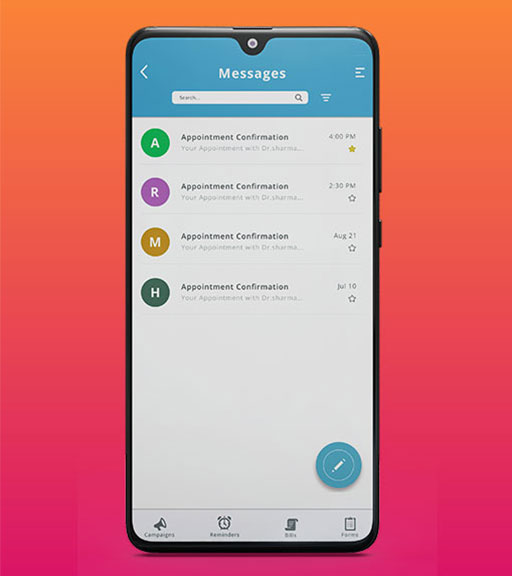 Messages
Search...
A
Appointment Confirmation
4:00 PM
Your Appointment with Dr.sharma...
R
Appointment Confirmation
2:30 PM
Your Appointment with Dr.sharma...
M
Appointment Confirmation
Aug 21
Your Appointment with Dr.sharma...
H
Appointment Confirmation
Jul 10
Your Appointment with Dr.sharma...
Campaigns
Reminders
Bills
Forms